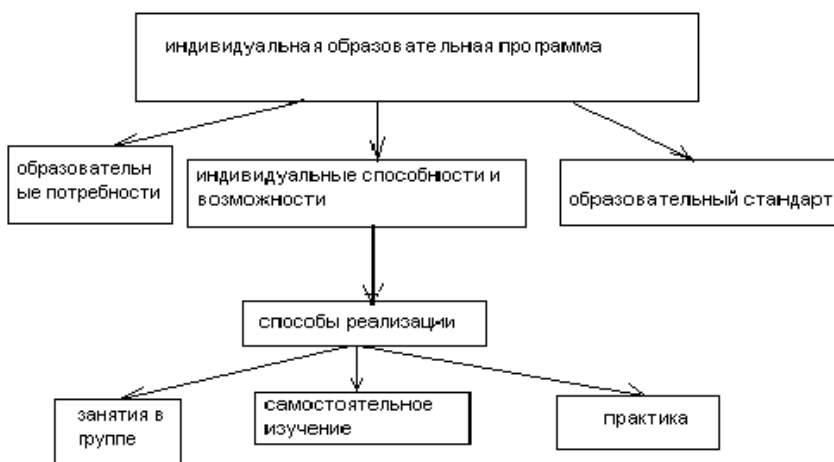 индивидуальная образовательная программа
образовательн
ые потребности
индивидуальные способности и
возможности
образовательный стандарт
способы реализации
занятия в
группе
самостоятельное
изучение
практика